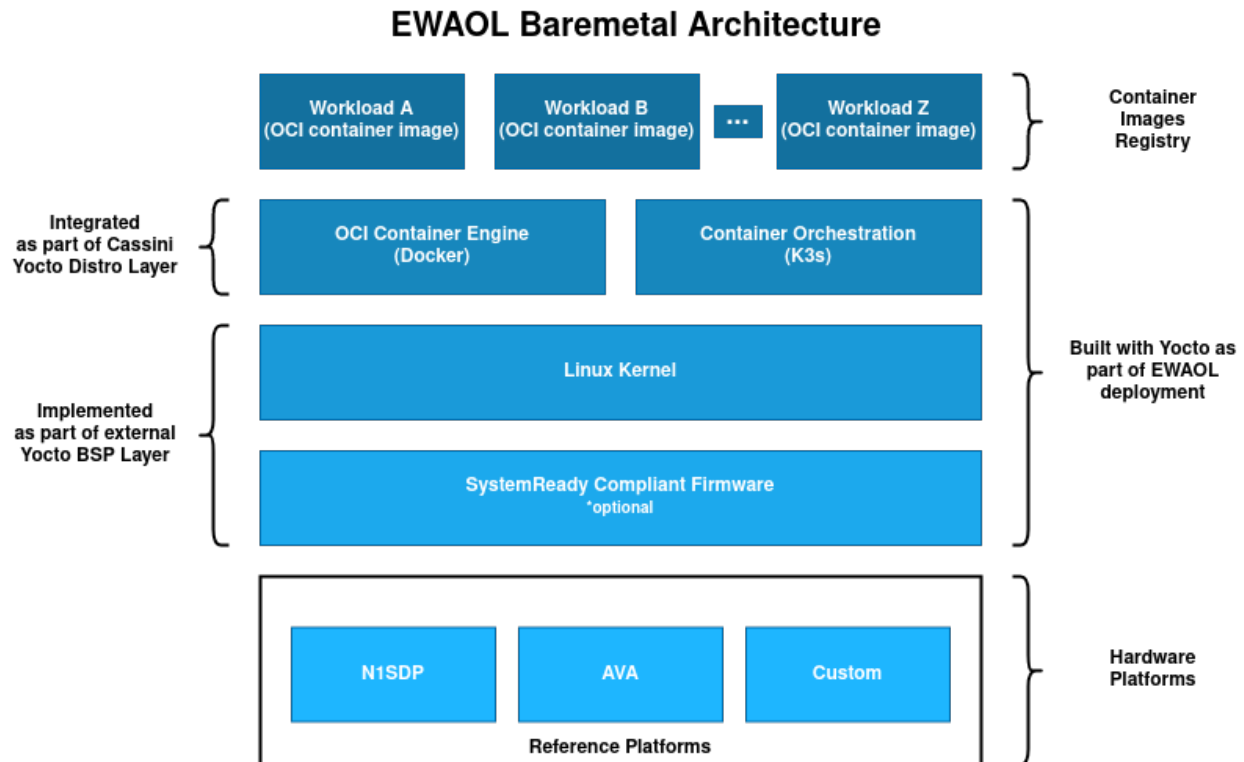 EWAOL Baremetal Architecture
Workload A
(OCI container image)
Workload B
(OCI container image)
...
Workload Z
(OCI container image)
Container
Images
Registry
Integrated
as part of Cassini
Yocto Distro Layer
OCI Container Engine
(Docker)
Container Orchestration
(K3s)
Linux Kernel
Built with Yocto as
part of EWAOL
deployment
Implemented
as part of external
Yocto BSP Layer
SystemReady Compliant Firmware
*optional
N1SDP
AVA
Custom
Reference Platforms
Hardware
Platforms